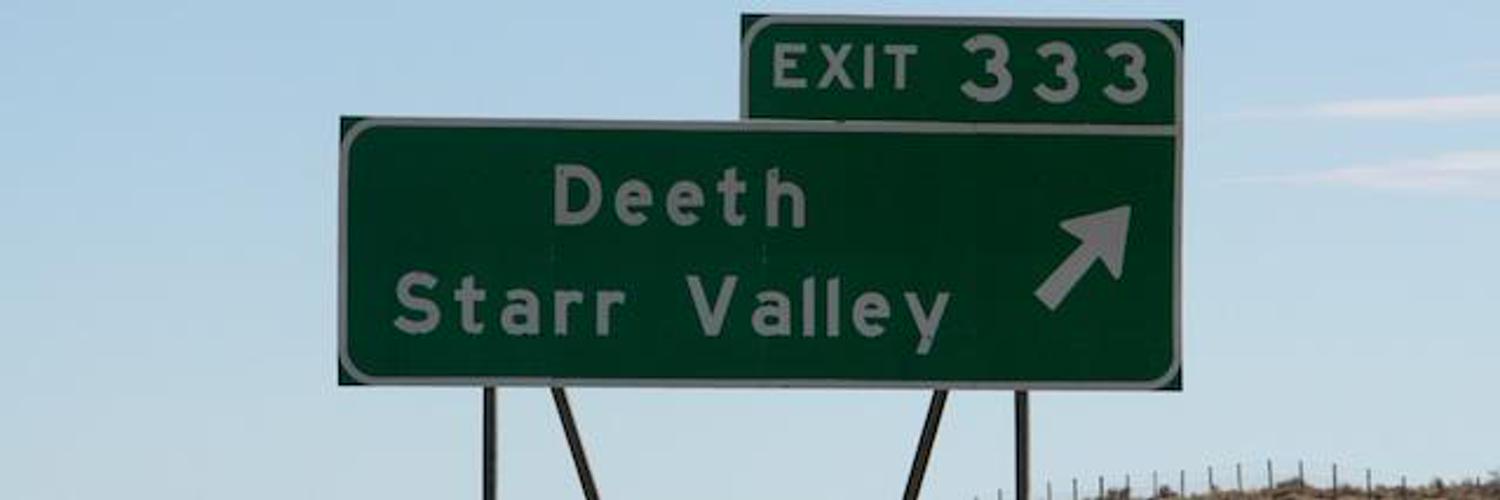 EXIT 333
Deeth
Starr Valley